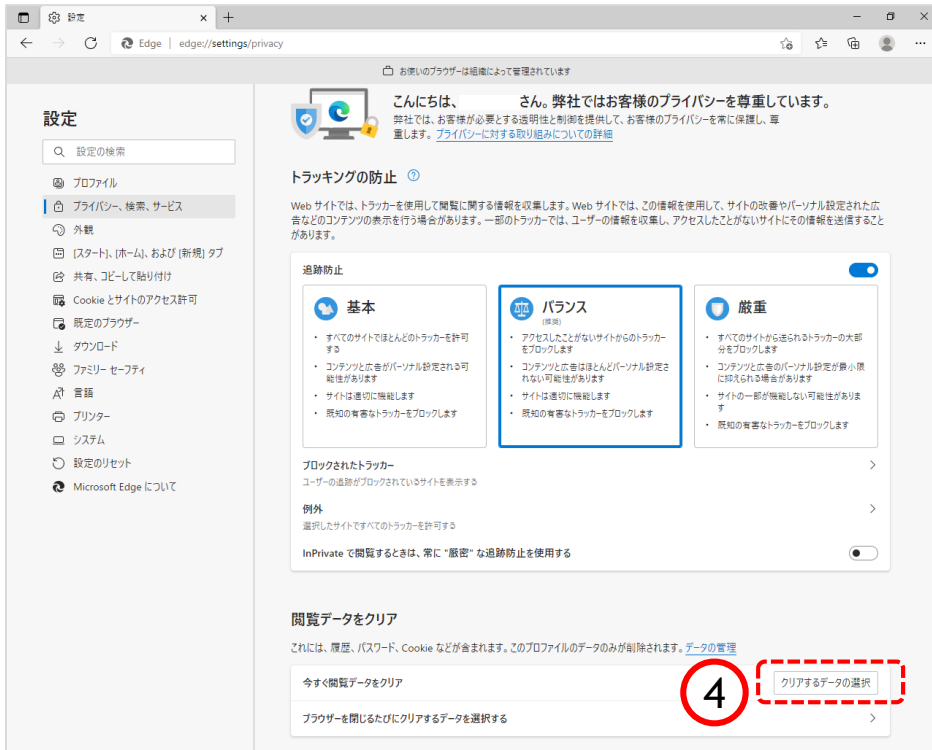 設定
Edge
edge://settings/privacy
お使いのブラウザーは組織によって管理されています
設定
設定の検索
プロファイル
プライバシー、検索、サービス
外観
[スタート]、[ホーム]、および [新規] タブ
共有、コピーして貼り付け
Cookie とサイトのアクセス許可
既定のブラウザー
ダウンロード
ファミリー セーフティ
言語
プリンター
システム
設定のリセット
Microsoft Edge について
こんにちは、 さん。弊社ではお客様のプライバシーを尊重しています。
弊社では、お客様が必要とする透明性と制御を提供して、お客様のプライバシーを常に保護し、尊
重します。プライバシーに対する取り組みについての詳細
トラッキングの防止 ?
Web サイトでは、トラッカーを使用して閲覧に関する情報を収集します。Web サイトでは、この情報を使用して、サイトの改善やパーソナル設定された広
告などのコンテンツの表示を行う場合があります。一部のトラッカーでは、ユーザーの情報を収集し、アクセスしたことがないサイトにその情報を送信すること
があります。
追跡防止
基本
・ すべてのサイトでほとんどのトラッカーを許可
する
・ コンテンツと広告がパーソナル設定される可
能性があります
・ サイトは適切に機能します
・ 既知の有害なトラッカーをブロックします
バランス
(推奨)
・ アクセスしたことがないサイトからのトラッカー
をブロックします
・ コンテンツと広告はほとんどパーソナル設定さ
れない可能性があります
・ サイトは適切に機能します
・ 既知の有害なトラッカーをブロックします
厳重
・ すべてのサイトから送られるトラッカーの大部
分をブロックします
・ コンテンツと広告のパーソナル設定が最小限
に抑えられる場合があります
・ サイトの一部が機能しない可能性がありま
す
・ 既知の有害なトラッカーをブロックします
ブロックされたトラッカー
ユーザーの追跡がブロックされているサイトを表示する
例外
選択したサイトですべてのトラッカーを許可する
InPrivate で閲覧するときは、常に "厳密" な追跡防止を使用する
閲覧データをクリア
これには、履歴、パスワード、Cookie などが含まれます。このプロファイルのデータのみが削除されます。データの管理
今すぐ閲覧データをクリア
4
クリアするデータの選択
ブラウザーを閉じるたびにクリアするデータを選択する